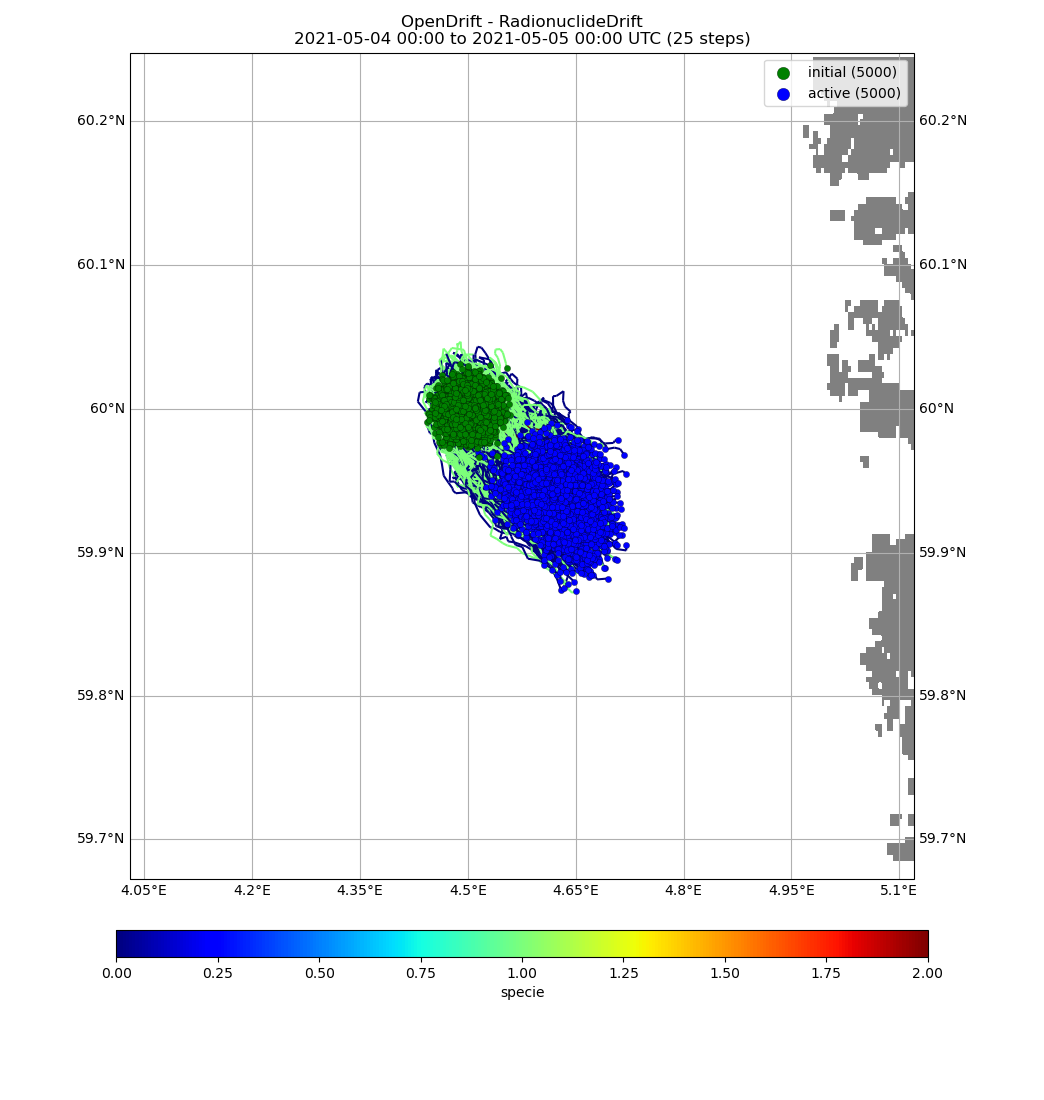 OpenDrift - RadionuclideDrift
2021-05-04 00:00 to 2021-05-05 00:00 UTC (25 steps)
initial (5000)
active (5000)
60.2°N 60.2°N
60.1°N 60.1°N
60°N 60°N
59.9°N 59.9°N
59.8°N 59.8°N
59.7°N 59.7°N
4.05°E 4.2°E 4.35°E 4.5°E 4.65°E 4.8°E 4.95°E 5.1°E
0.00 0.25 0.50 0.75 1.00 1.25 1.50 1.75 2.00
specie